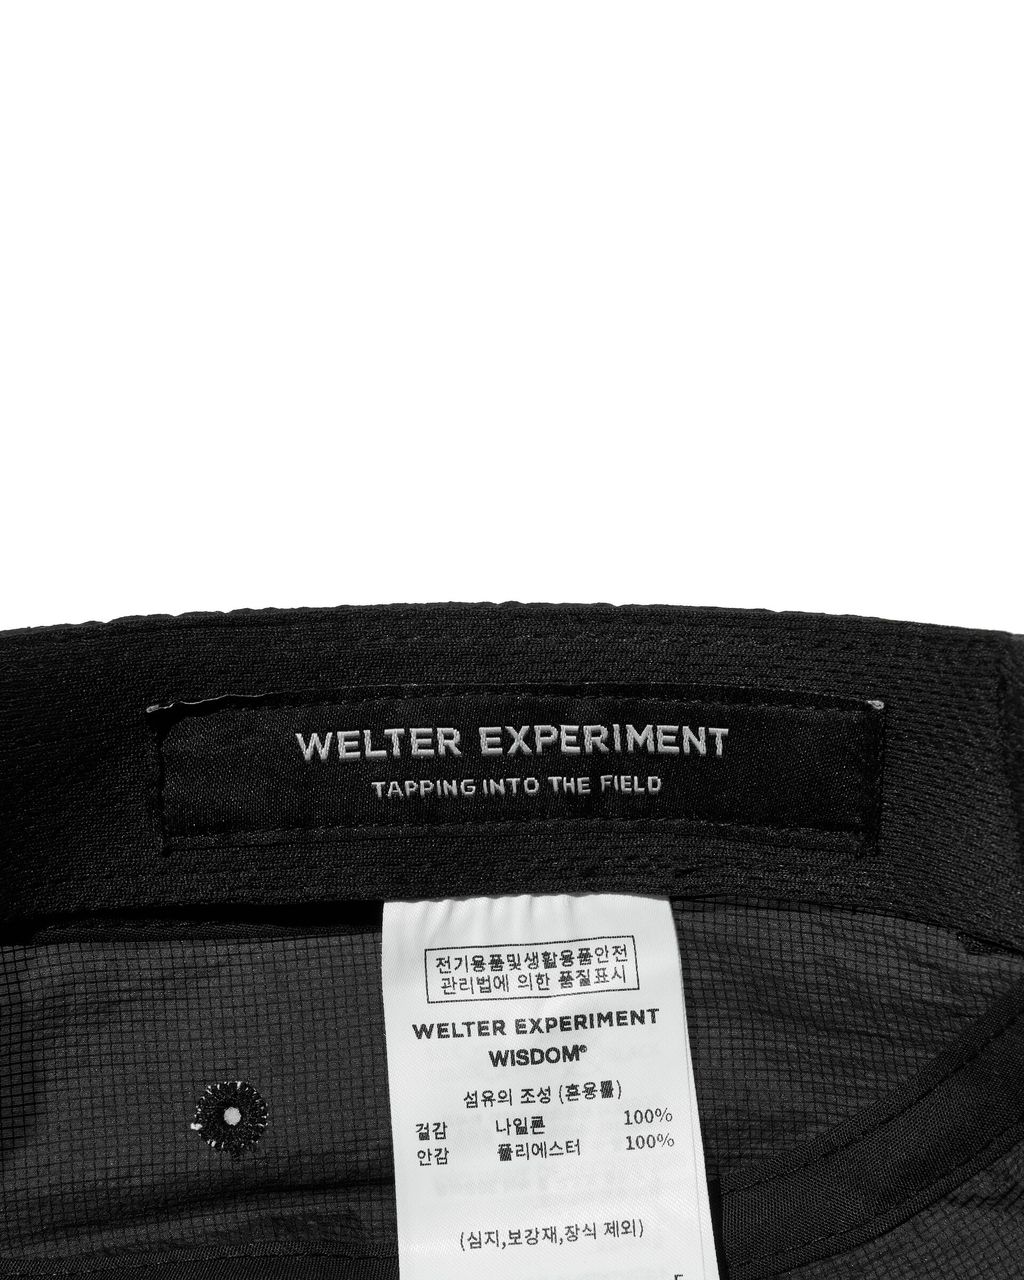 WELTER EXPERIMENT
TAPPING INTO THE FIELD
전기용품및생활용품안전
관리법에 의한 품질표시
WELTER EXPERIMENT
WISDOM®
섬유의 조성 (혼용률)
겉감 나일론 100%
안감 폴리에스터 100%
(심지,보강재,장식 제외)